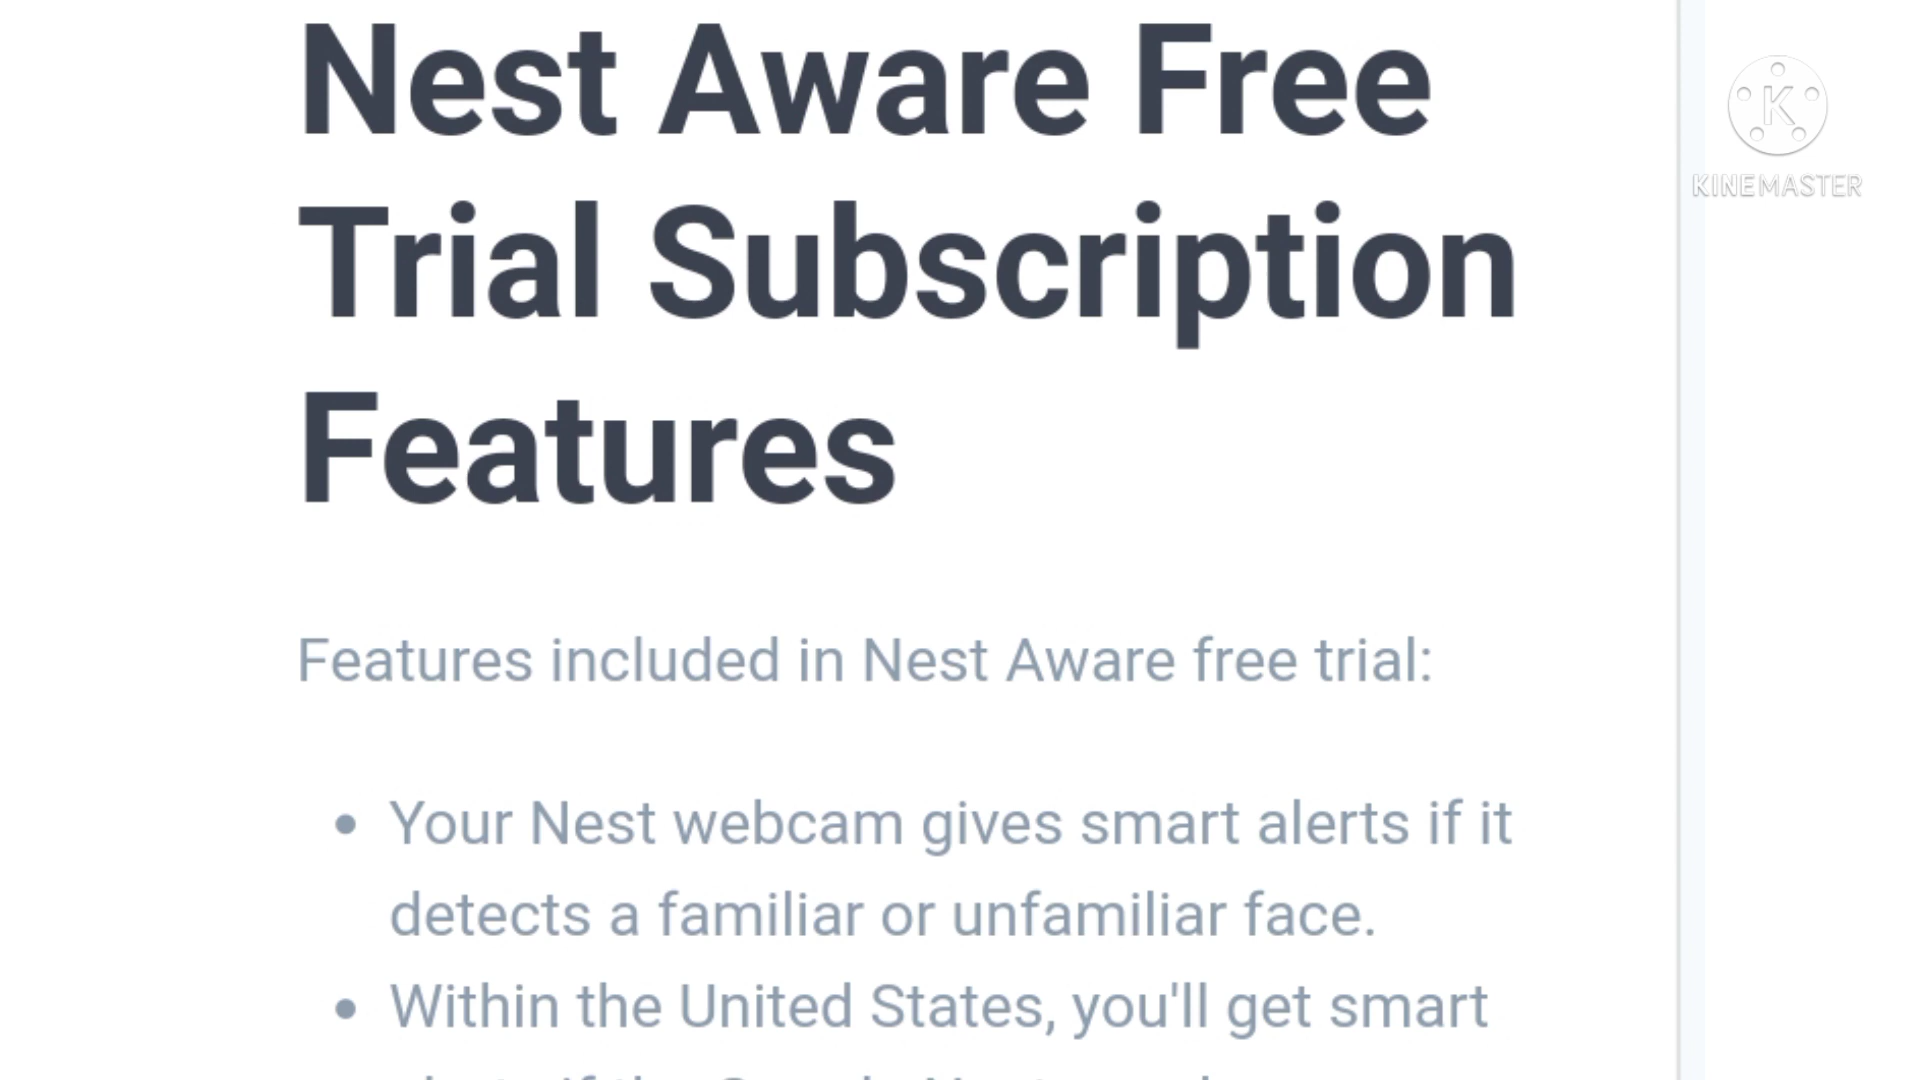 Nest Aware Free
Trial Subscription
Features
K
KINEMASTER
Features included in Nest Aware free trial:
• Your Nest webcam gives smart alerts if it
detects a familiar or unfamiliar face.
• Within the United States, you'll get smart